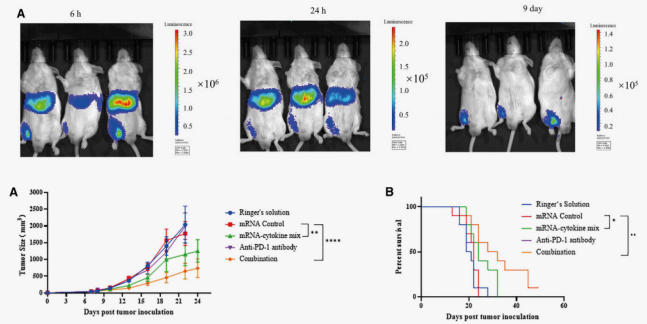 A
6 h
24 h
9 day
Luminescence
3.0
2.5
2.0
1.5
1.0
0.5
×10⁶
Luminescence
2.0
1.5
1.0
0.5
×10⁵
Luminescence
1.4
1.2
1.0
0.8
0.6
0.4
0.2
×10⁵
A
Tumor Size (mm³)
3000
2500
2000
1500
1000
500
0
0 3 6 9 12 15 18 21 24
Days post tumor inoculation
Ringer's solution
mRNA Control
mRNA-cytokine mix
Anti-PD-1 antibody
Combination
**
****
B
Percent survival
100
50
0
0 20 40 60
Days post tumor inoculation
Ringer's Solution
mRNA Control
mRNA-cytokine mix
Anti-PD-1 antibody
Combination
*
**